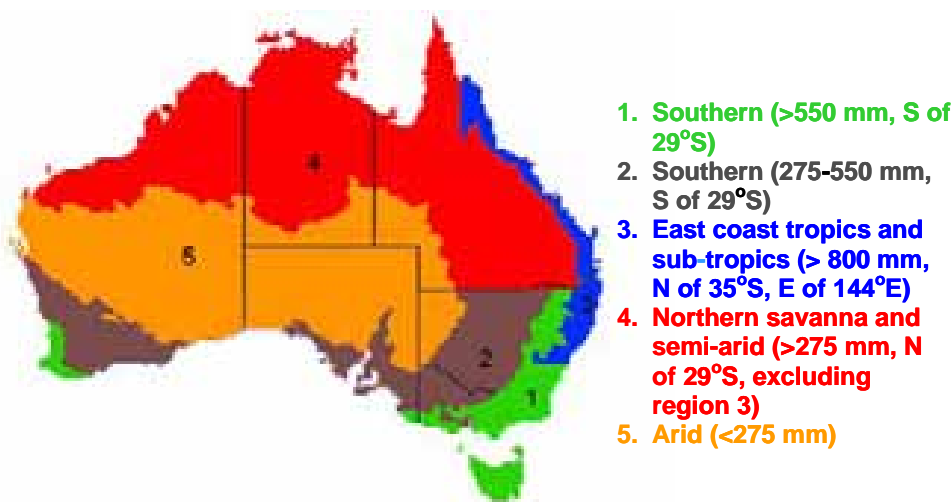 1. Southern (>550 mm, S of
29°S)
2. Southern (275-550 mm,
S of 29°S)
3. East coast tropics and
sub-tropics (> 800 mm,
N of 35°S, E of 144°E)
4. Northern savanna and
semi-arid (>275 mm, N
of 29°S, excluding
region 3)
5. Arid (<275 mm)
4
5
3
2
1